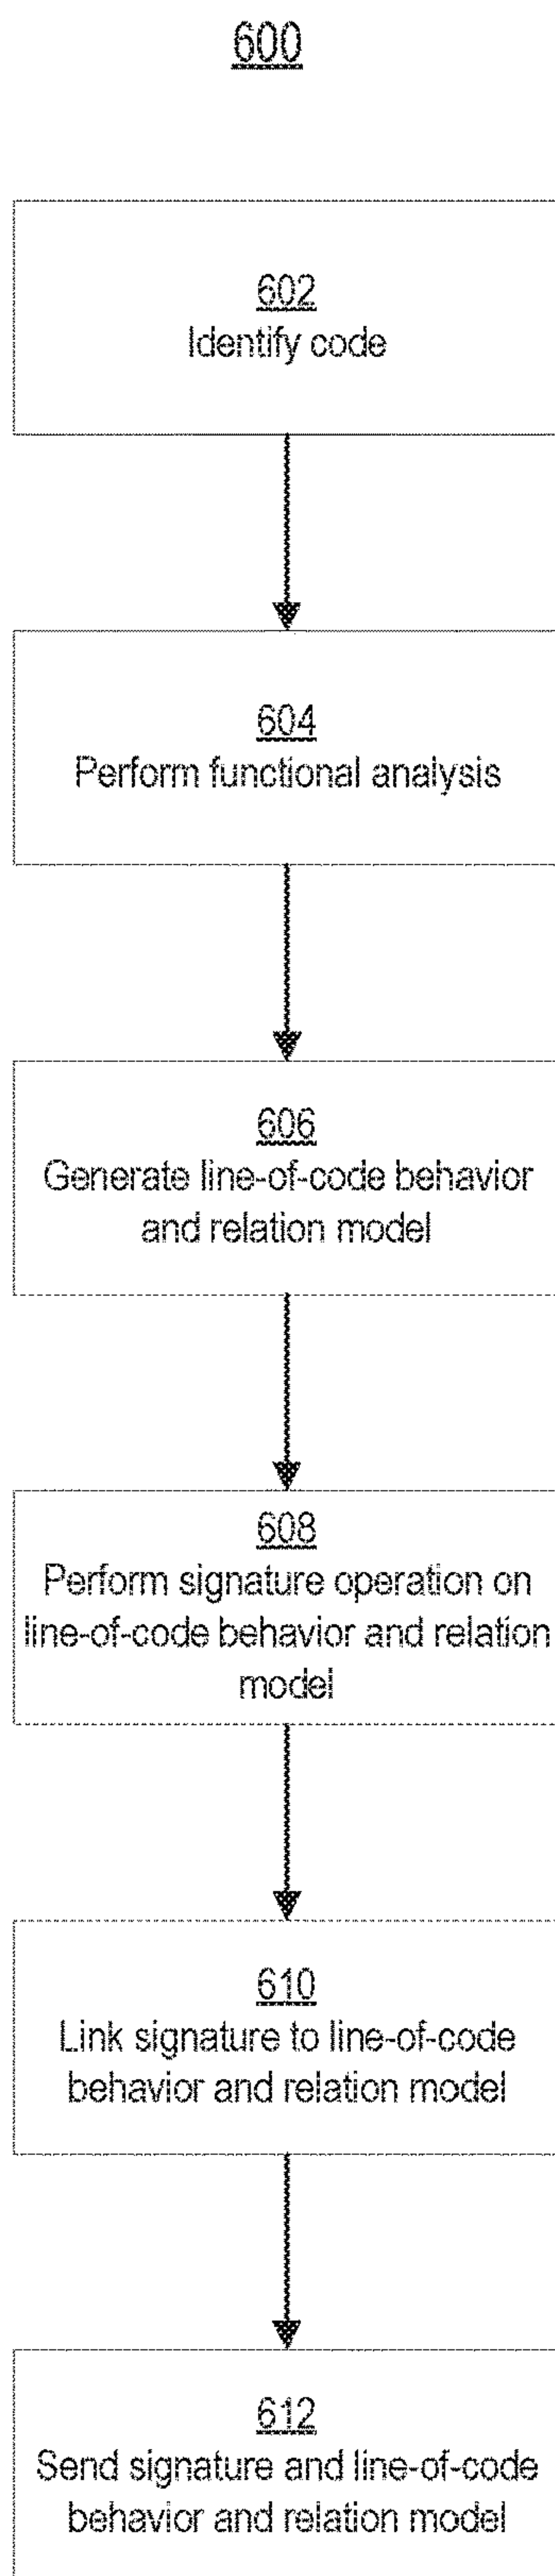 600
602
Identify code
604
Perform functional analysis
606
Generate line-of-code behavior
and relation model
608
Perform signature operation on
line-of-code behavior and relation
model
610
Link signature to line-of-code
behavior and relation model
612
Send signature and line-of-code
behavior and relation model